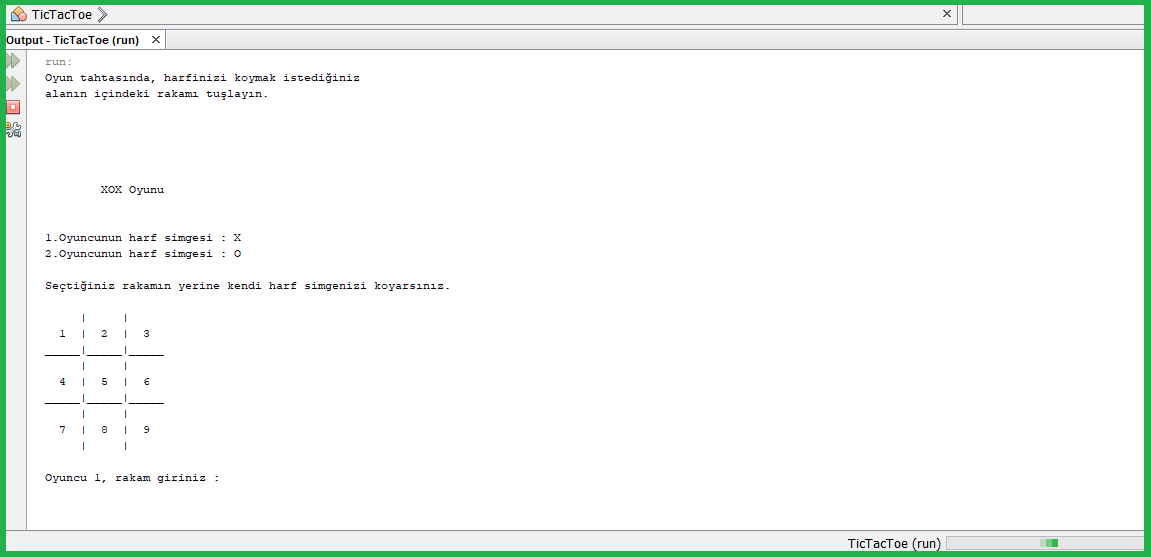 TicTacToe
Output - TicTacToe (run)
run:
Oyun tahtasında, harfinizi koymak istediğiniz
alanın içindeki rakamı tuşlayın.
XOX Oyunu
1.Oyuncunun harf simgesi : X
2.Oyuncunun harf simgesi : O
Seçtiğiniz rakamın yerine kendi harf simgenizi koyarsınız.
     |     |
  1  |  2  |  3
_____|_____|_____
     |     |
  4  |  5  |  6
_____|_____|_____
     |     |
  7  |  8  |  9
     |     |
Oyuncu 1, rakam giriniz :
TicTacToe (run)